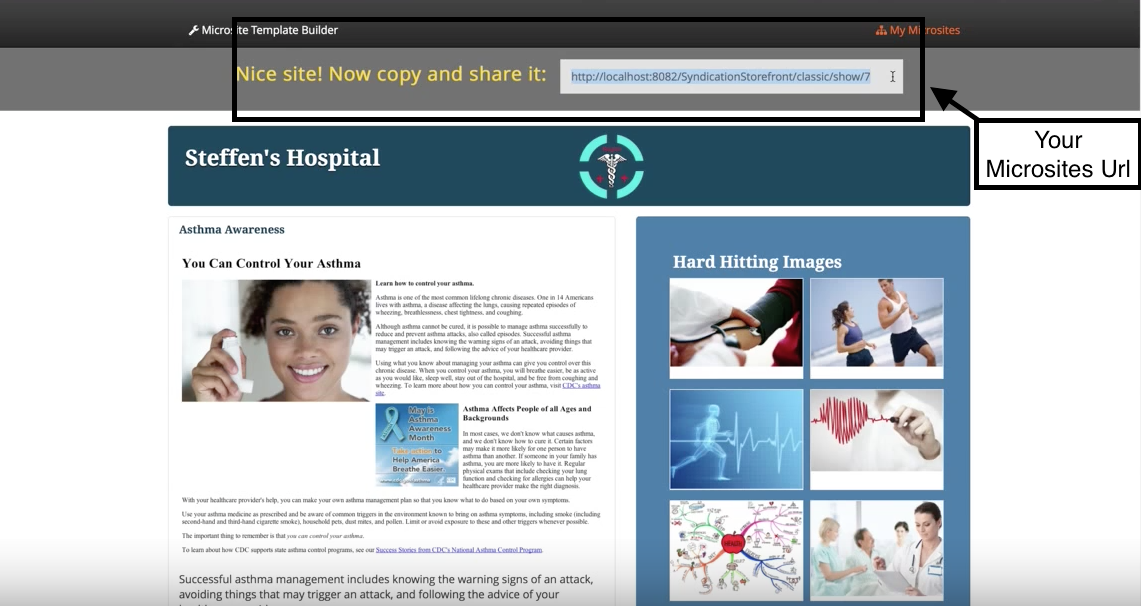 Microsite Template Builder
My Microsites
Nice site! Now copy and share it:
http://localhost:8082/SyndicationStorefront/classic/show/7
Your
Microsites Url
Steffen's Hospital
Asthma Awareness
You Can Control Your Asthma
Learn how to control your asthma.
Asthma is one of the most common lifelong chronic diseases. One in 14 Americans
lives with asthma, a disease affecting the lungs, causing repeated episodes of
wheezing, breathlessness, chest tightness, and coughing.
Although asthma cannot be cured, it is possible to manage asthma successfully to
reduce and prevent asthma attacks, also called episodes. Successful asthma
management includes knowing the warning signs of an attack, avoiding things that
may trigger an attack, and following the advice of your healthcare provider.
Using what you know about managing your asthma can give you control over this
chronic disease. When you control your asthma, you will breathe easier, be as active
as you would like, sleep well, stay out of the hospital, and be free from coughing and
wheezing. To learn more about how you can control your asthma, visit CDC's asthma
site.
May is
Asthma
Awareness
Month
Take action to
Help America
Breathe Easier.
Asthma Affects People of all Ages and
Backgrounds
In most cases, we don't know what causes asthma,
and we don't know how to cure it. Certain factors
may make it more likely for one person to have
asthma than another. If someone in your family has
asthma, you are more likely to have it. Regular
physical exams that include checking your lung
function and checking for allergies can help your
healthcare provider make the right diagnosis.
With your healthcare provider's help, you can make your own asthma management plan so that you know what to do based on your own symptoms.
Use your asthma medicine as prescribed and be aware of common triggers in the environment known to bring on asthma symptoms, including smoke (including
second-hand and third-hand cigarette smoke), household pets, dust mites, and pollen. Limit or avoid exposure to these and other triggers whenever possible.
The important thing to remember is that you can control your asthma.
To learn about how CDC supports state asthma control programs, see our Success Stories from CDC's National Asthma Control Program.
Successful asthma management includes knowing the warning signs of an attack,
avoiding things that may trigger an attack, and following the advice of your
Hard Hitting Images
HEALTH